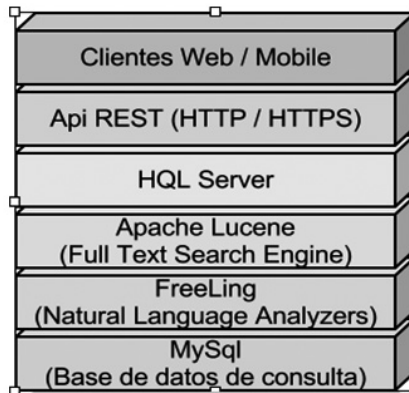 Clientes Web / Mobile
Api REST (HTTP / HTTPS)
HQL Server
Apache Lucene
(Full Text Search Engine)
FreeLing
(Natural Language Analyzers)
MySql
(Base de datos de consulta)